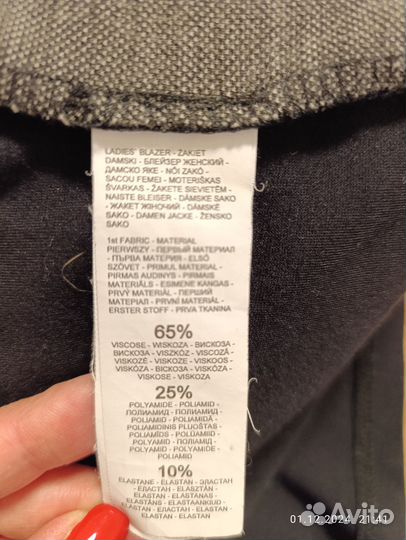 LADIES' BLAZER - ŻAKIET
DAMSKI - БЛЕЙЗЕР ЖЕНСКИЙ -
ДАМСКО ЯКЕ - NŐI ZAKÓ -
SACOU FEMEI - MOTERIŠKAS
ŠVARKAS - ŽAKETE SIEVIETĒM -
NAISTE BLEISER - DÁMSKE SAKO
- ЖАКЕТ ЖІНОЧИЙ - DÁMSKÉ
SAKO - DAMEN JACKE - ŽENSKO
SAKO
1st FABRIC - MATERIAŁ
PIERWSZY - ПЕРВЫЙ МАТЕРИАЛ
- ПЪРВА МАТЕРИЯ - ELSŐ
SZÖVET - PRIMUL MATERIAL -
PIRMAS AUDINYS - PIRMAIS
MATERIĀLS - ESIMENE KANGAS -
PRVÝ MATERIÁL - ПЕРШИЙ
МАТЕРІАЛ - PRVNÍ MATERIÁL -
ERSTER STOFF - PRVA TKANINA
65%
VISCOSE - WISKOZA - ВИСКОЗА -
ВИСКОЗА - VISZKÓZ - VISCOZĂ -
VISKOZĖ - VISKOZE - VISKOOS -
VISKÓZA - ВІСКОЗА - VISKÓZA -
VISKOSE - VISKOZA
25%
POLYAMIDE - POLIAMID -
ПОЛИАМИД - ПОЛИАМИД -
POLIAMID - POLIAMIDĂ -
POLIAMIDINIS PLUOŠTAS -
POLIAMĪDS - POLÜAMIID -
POLYAMID - ПОЛІАМІД -
POLYAMID - POLYAMID -
POLIAMID
10%
ELASTANE - ELASTAN - ЭЛАСТАН
- ЕЛАСТАН - ELASTÁN -
ELASTAN - ELASTANAS -
ELASTĀNS - ELASTAANKIUD -
ELASTAN - ЕЛАСТАН - ELASTAN -
ELASTAN - ELASTAN
01.12.2024 21:41
Avito